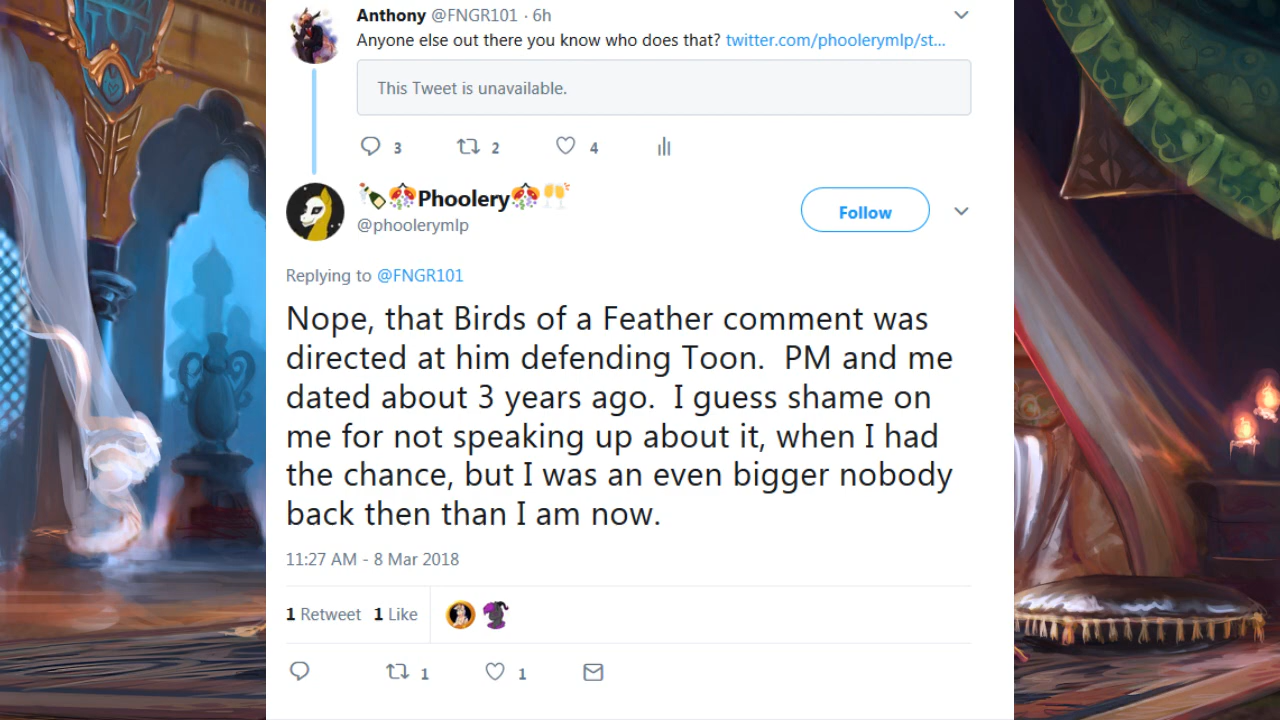 Anthony @FNGR101 · 6h
Anyone else out there you know who does that? twitter.com/phoolerymlp/st...
This Tweet is unavailable.
3 2 4
🍾🎊Phoolery🎊🥂
@phoolerymlp
Follow
Replying to @FNGR101
Nope, that Birds of a Feather comment was
directed at him defending Toon.  PM and me
dated about 3 years ago.  I guess shame on
me for not speaking up about it, when I had
the chance, but I was an even bigger nobody
back then than I am now.
11:27 AM - 8 Mar 2018
1 Retweet 1 Like
1 1